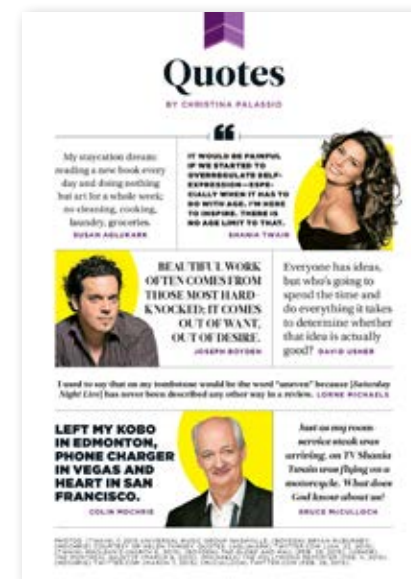 Quotes
BY CHRISTINA PALASSIO
“
My staycation dream:
reading a new book every
day and doing nothing
but art for a whole week;
no cleaning, cooking,
laundry, groceries.
SUSAN AGLUKARK
IT WOULD BE PAINFUL
IF WE STARTED TO
OVERREGULATE SELF-
EXPRESSION—ESPE-
CIALLY WHEN IT HAS TO
DO WITH AGE. I'M HERE
TO INSPIRE. THERE IS
NO AGE LIMIT TO THAT.
SHANIA TWAIN
BEAUTIFUL WORK
OFTEN COMES FROM
THOSE MOST HARD-
KNOCKED; IT COMES
OUT OF WANT,
OUT OF DESIRE.
JOSEPH BOYDEN
Everyone has ideas,
but who's going to
spend the time and
do everything it takes
to determine whether
that idea is actually
good? DAVID USHER
I used to say that on my tombstone would be the word "uneven" because [Saturday
Night Live] has never been described any other way in a review. LORNE MICHAELS
LEFT MY KOBO
IN EDMONTON,
PHONE CHARGER
IN VEGAS AND
HEART IN SAN
FRANCISCO.
COLIN MOCHRIE
Just as my room-
service steak was
arriving, on TV Shania
Twain was flying on a
motorcycle. What does
God know about us?
BRUCE McCULLOCH